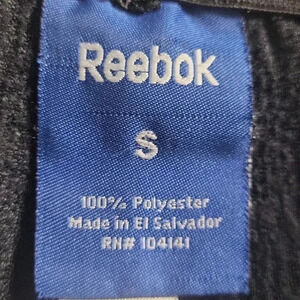 Reebok
S
100% Polyester
Made in El Salvador
RN# 104141